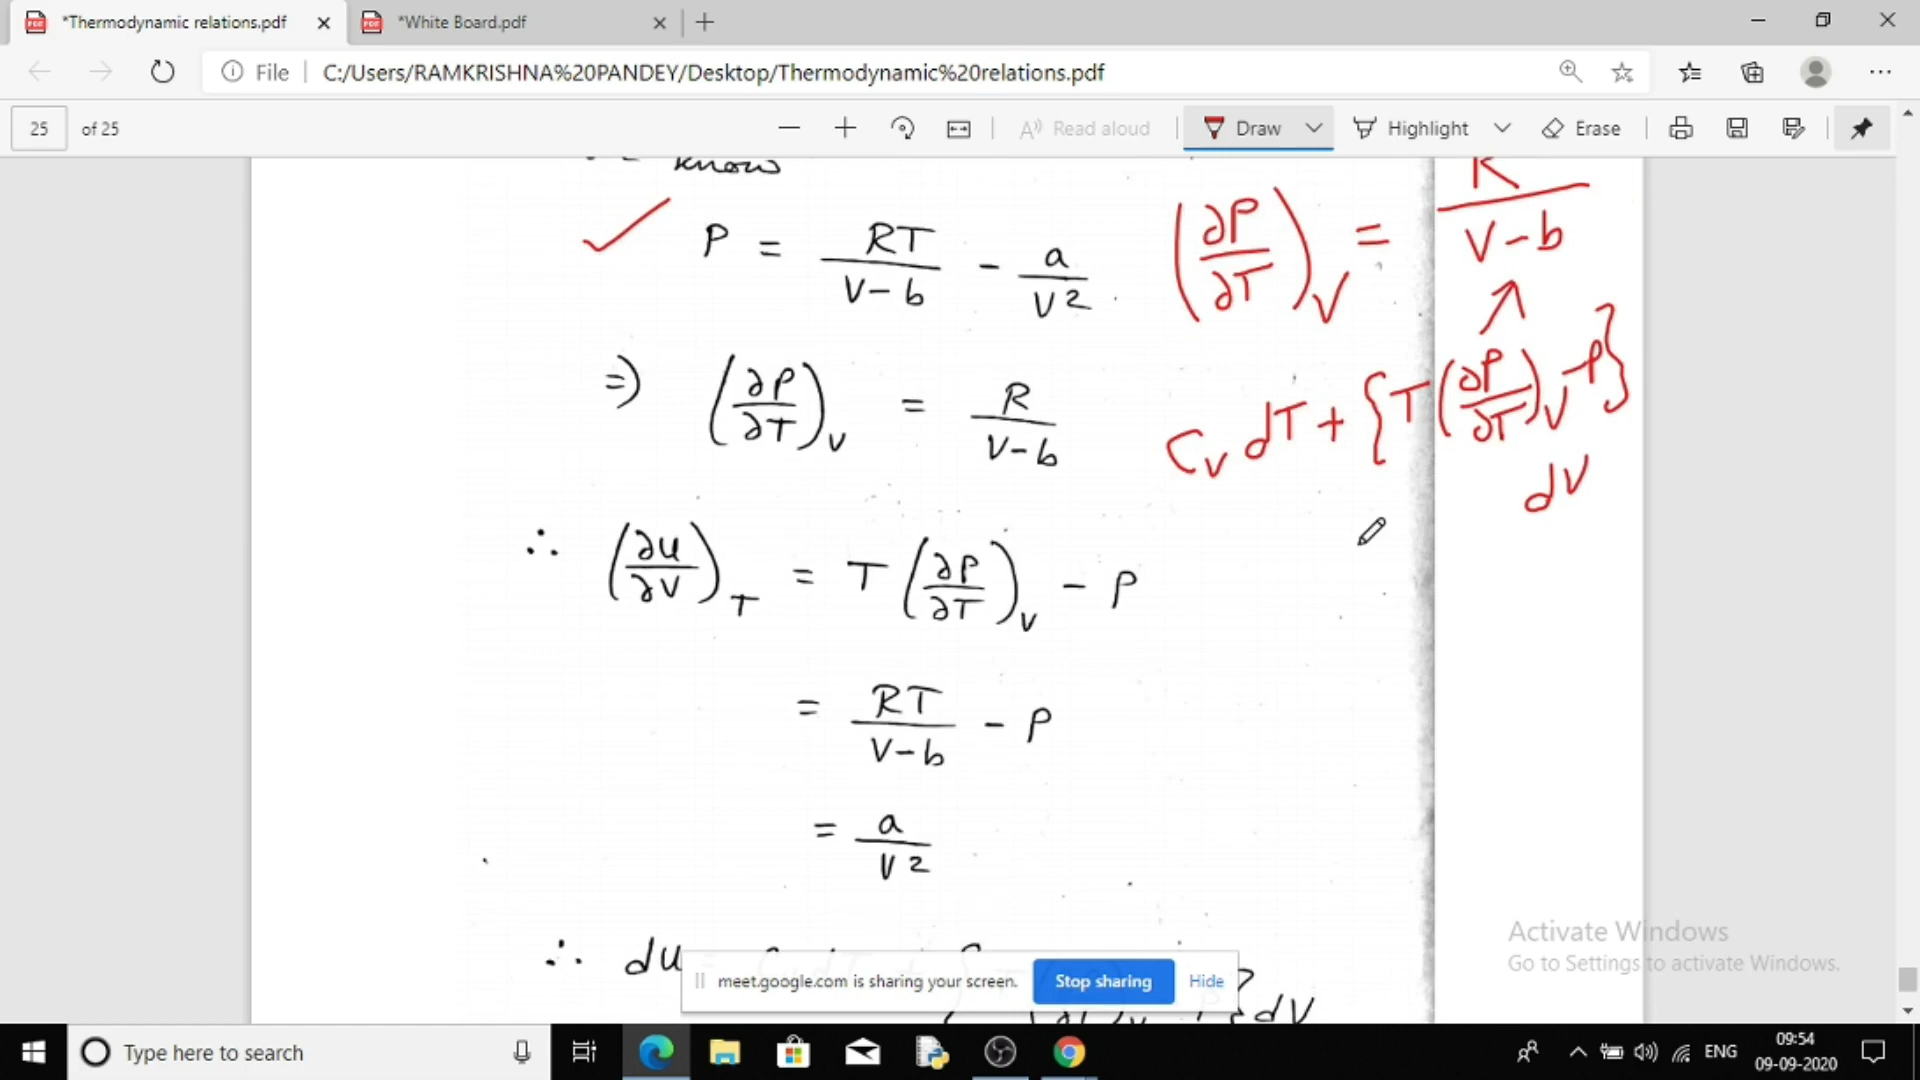 *Thermodynamic relations.pdf
*White Board.pdf
File
C:/Users/RAMKRISHNA%20PANDEY/Desktop/Thermodynamic%20relations.pdf
25 of 25
Read aloud
Draw
Highlight
Erase
know
P = RT/(V-b) - a/V²
(∂P/∂T)_V = R/(V-b)
=> (∂P/∂T)_V = R/(V-b)
C_V dT + {T(∂P/∂T)_V - P}
dV
∴ (∂u/∂V)_T = T(∂P/∂T)_V - P
= RT/(V-b) - P
= a/V²
∴ du
dV
meet.google.com is sharing your screen.
Stop sharing
Hide
Activate Windows
Go to Settings to activate Windows.
Type here to search
ENG
09:54
09-09-2020